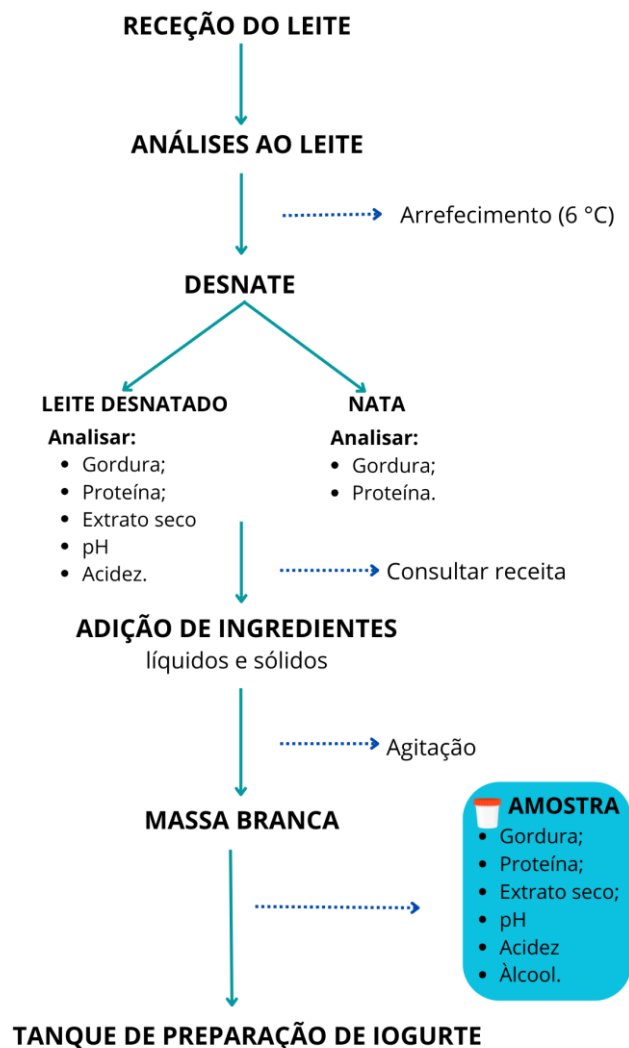 RECEÇÃO DO LEITE
ANÁLISES AO LEITE
Arrefecimento (6 °C)
DESNATE
LEITE DESNATADO
Analisar:
• Gordura;
• Proteína;
• Extrato seco
• pH
• Acidez.
NATA
Analisar:
• Gordura;
• Proteína.
Consultar receita
ADIÇÃO DE INGREDIENTES
líquidos e sólidos
Agitação
MASSA BRANCA
AMOSTRA
• Gordura;
• Proteína;
• Extrato seco;
• pH
• Acidez
• Àlcool.
TANQUE DE PREPARAÇÃO DE IOGURTE